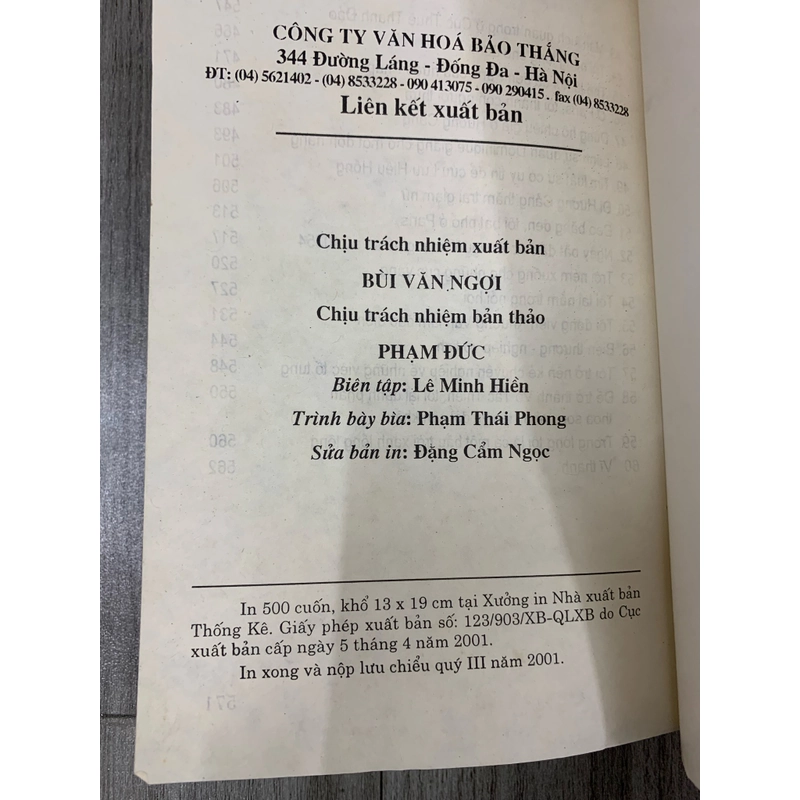 CÔNG TY VĂN HOÁ BẢO THẮNG
344 Đường Láng - Đống Đa - Hà Nội
ĐT: (04) 5621402 - (04) 8533228 - 090 413075 - 090 290415. fax (04) 8533228
Liên kết xuất bản
Chịu trách nhiệm xuất bản
BÙI VĂN NGỢI
Chịu trách nhiệm bản thảo
PHẠM ĐỨC
Biên tập: Lê Minh Hiền
Trình bày bìa: Phạm Thái Phong
Sửa bản in: Đặng Cẩm Ngọc
In 500 cuốn, khổ 13 x 19 cm tại Xưởng in Nhà xuất bản
Thống Kê. Giấy phép xuất bản số: 123/903/XB-QLXB do Cục
xuất bản cấp ngày 5 tháng 4 năm 2001.
In xong và nộp lưu chiểu quý III năm 2001.